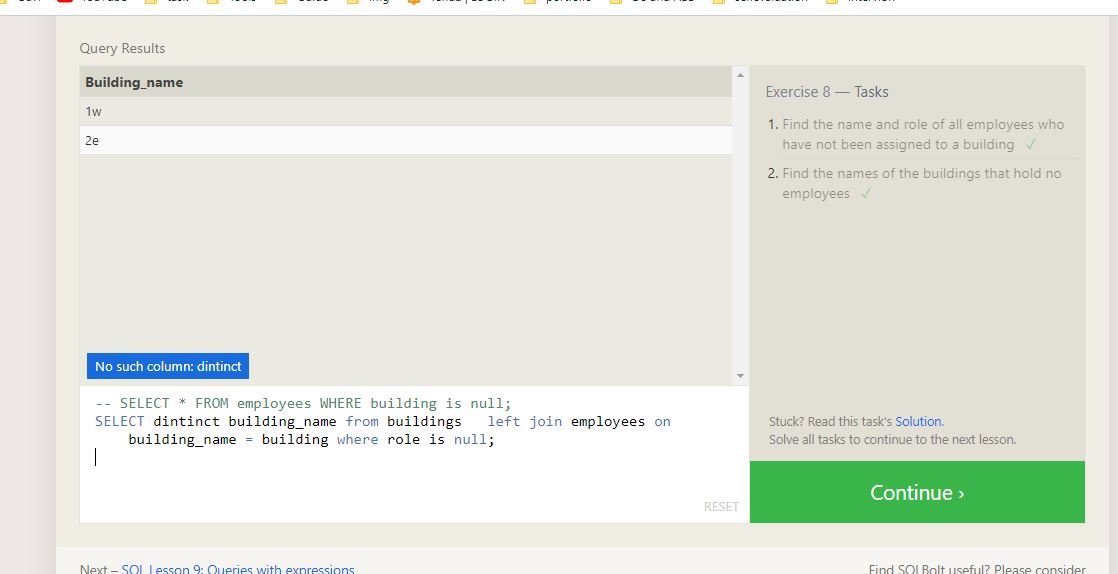 YouTube
Query Results
Building_name
1w
2e
No such column: dintinct
-- SELECT * FROM employees WHERE building is null;
SELECT dintinct building_name from buildings left join employees on
building_name = building where role is null;
RESET
Exercise 8 — Tasks
1. Find the name and role of all employees who
have not been assigned to a building ✓
2. Find the names of the buildings that hold no
employees ✓
Stuck? Read this task's Solution.
Solve all tasks to continue to the next lesson.
Continue ›
Next – SQL Lesson 9: Queries with expressions
Find SQLBolt useful? Please consider